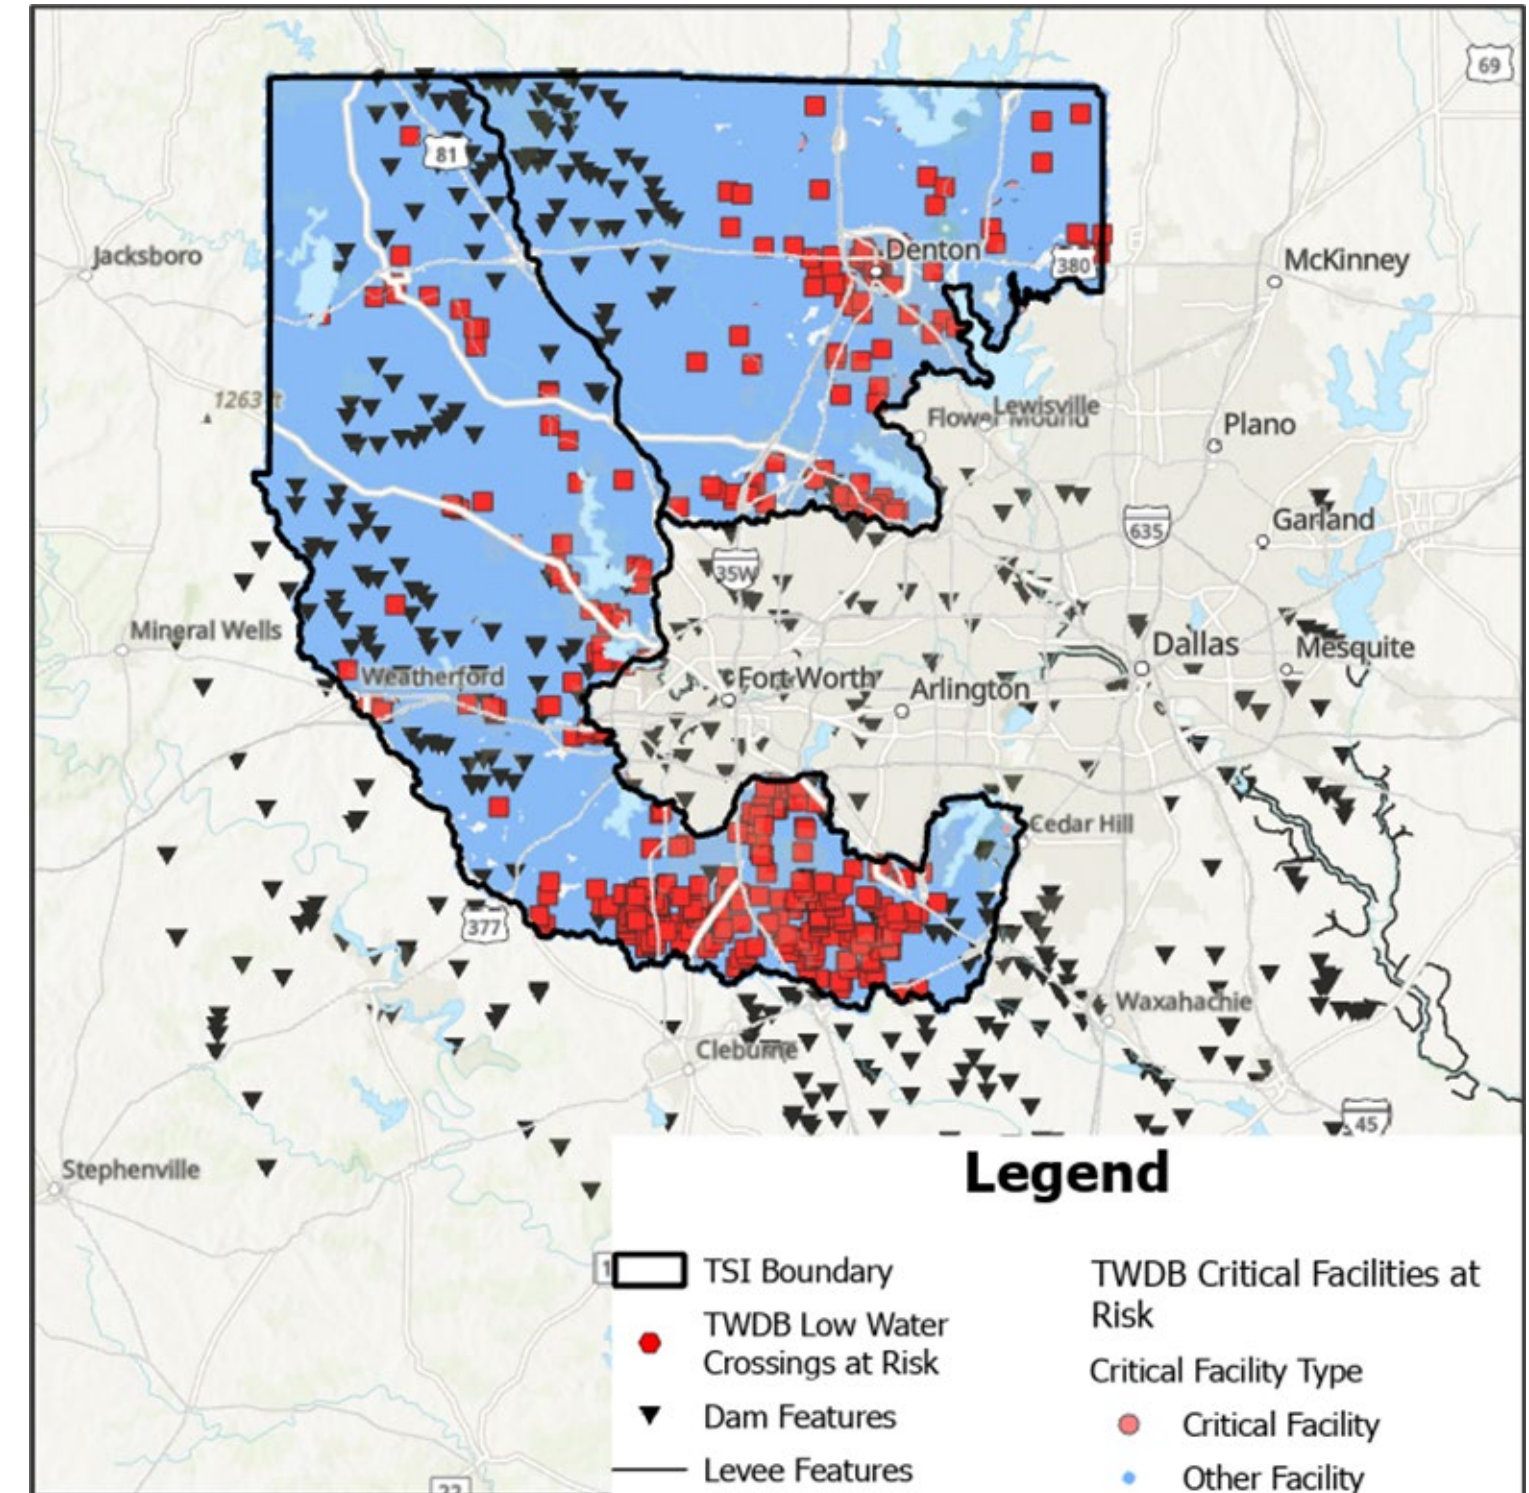 69
81
Jacksboro
Denton
380
McKinney
Lewisville
Flower Mound
Plano
635
Garland
35W
Mineral Wells
Dallas
Mesquite
Weatherford
Fort Worth
Arlington
Cedar Hill
377
Waxahachie
Cleburne
45
Stephenville
Legend
TSI Boundary
TWDB Low Water
Crossings at Risk
Dam Features
Levee Features
TWDB Critical Facilities at
Risk
Critical Facility Type
Critical Facility
Other Facility